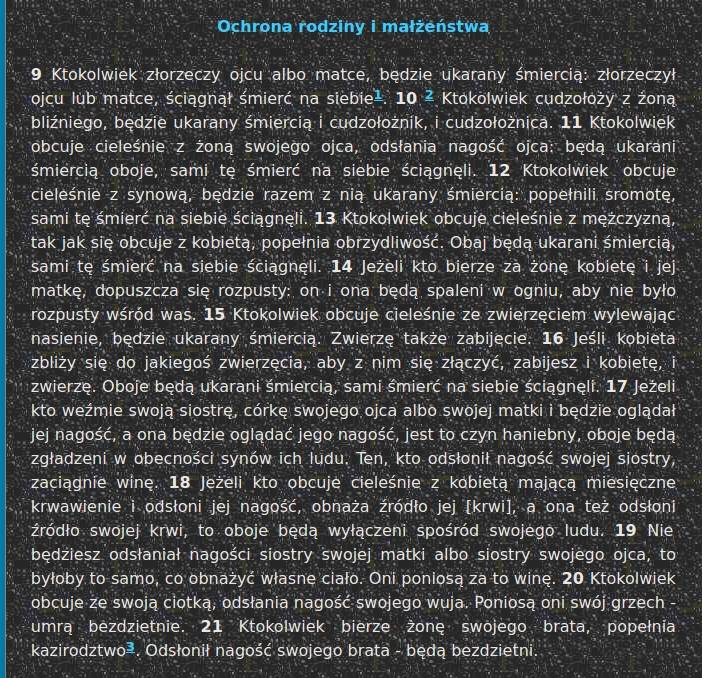 Ochrona rodziny i małżeństwa
9 Ktokolwiek złorzeczy ojcu albo matce, będzie ukarany śmiercią: złorzeczył
ojcu lub matce, ściągnął śmierć na siebie1. 10 2 Ktokolwiek cudzołoży z żoną
bliźniego, będzie ukarany śmiercią i cudzołożnik, i cudzołożnica. 11 Ktokolwiek
obcuje cieleśnie z żoną swojego ojca, odsłania nagość ojca: będą ukarani
śmiercią oboje, sami tę śmierć na siebie ściągnęli. 12 Ktokolwiek obcuje
cieleśnie z synową, będzie razem z nią ukarany śmiercią: popełnili sromotę,
sami tę śmierć na siebie ściągnęli. 13 Ktokolwiek obcuje cieleśnie z mężczyzną,
tak jak się obcuje z kobietą, popełnia obrzydliwość. Obaj będą ukarani śmiercią,
sami tę śmierć na siebie ściągnęli. 14 Jeżeli kto bierze za żonę kobietę i jej
matkę, dopuszcza się rozpusty: on i ona będą spaleni w ogniu, aby nie było
rozpusty wśród was. 15 Ktokolwiek obcuje cieleśnie ze zwierzęciem wylewając
nasienie, będzie ukarany śmiercią. Zwierzę także zabijecie. 16 Jeśli kobieta
zbliży się do jakiegoś zwierzęcia, aby z nim się złączyć, zabijesz i kobietę, i
zwierzę. Oboje będą ukarani śmiercią, sami śmierć na siebie ściągnęli. 17 Jeżeli
kto weźmie swoją siostrę, córkę swojego ojca albo swojej matki i będzie oglądał
jej nagość, a ona będzie oglądać jego nagość, jest to czyn haniebny, oboje będą
zgładzeni w obecności synów ich ludu. Ten, kto odsłonił nagość swojej siostry,
zaciągnie winę. 18 Jeżeli kto obcuje cieleśnie z kobietą mającą miesięczne
krwawienie i odsłoni jej nagość, obnaża źródło jej [krwi], a ona też odsłoni
źródło swojej krwi, to oboje będą wyłączeni spośród swojego ludu. 19 Nie
będziesz odsłaniał nagości siostry swojej matki albo siostry swojego ojca, to
byłoby to samo, co obnażyć własne ciało. Oni poniosą za to winę. 20 Ktokolwiek
obcuje ze swoją ciotką, odsłania nagość swojego wuja. Poniosą oni swój grzech -
umrą bezdzietnie. 21 Ktokolwiek bierze żonę swojego brata, popełnia
kazirodztwo3. Odsłonił nagość swojego brata - będą bezdzietni.